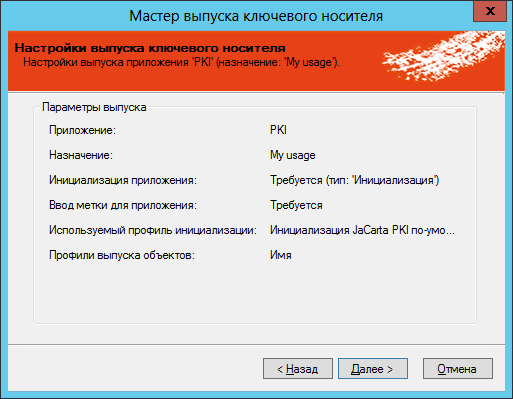 Мастер выпуска ключевого носителя
x
Настройки выпуска ключевого носителя
Настройки выпуска приложения 'PKI' (назначение: 'My usage').
Параметры выпуска
Приложение: PKI
Назначение: My usage
Инициализация приложения: Требуется (тип: 'Инициализация')
Ввод метки для приложения: Требуется
Используемый профиль инициализации: Инициализация JaCarta PKI по-умо...
Профили выпуска объектов: Имя
< Назад Далее > Отмена